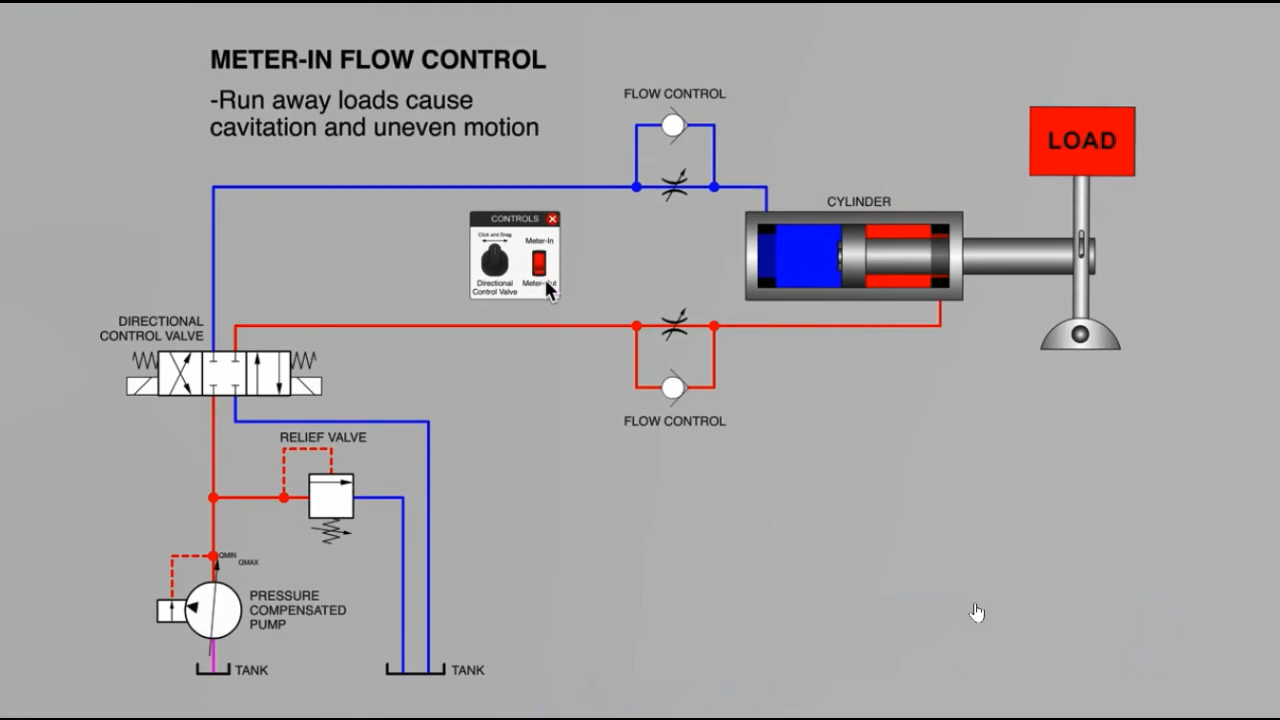 METER-IN FLOW CONTROL
-Run away loads cause
cavitation and uneven motion
FLOW CONTROL
LOAD
CYLINDER
CONTROLS
Click and Drag
Meter-In
Directional
Control Valve
DIRECTIONAL
CONTROL VALVE
FLOW CONTROL
RELIEF VALVE
QMIN
QMAX
PRESSURE
COMPENSATED
PUMP
TANK
TANK